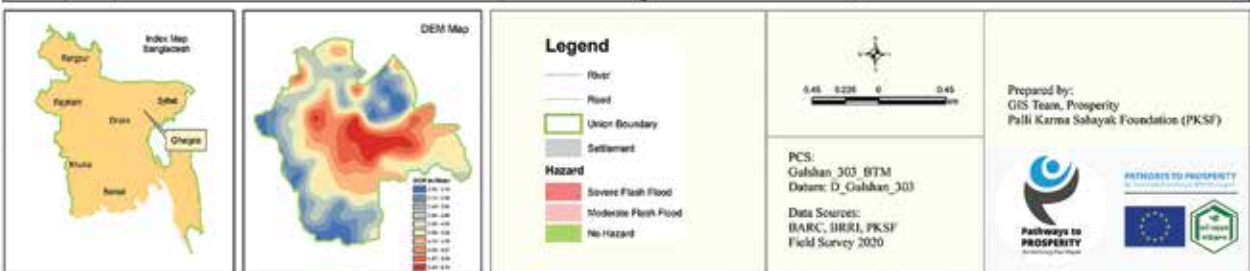 Index Map
Bangladesh
Rangpur
Sylhet
Dhaka
Ghagra
Khulna
Barisal
DEM Map
Legend
River
Road
Union Boundary
Settlement
Hazard
Severe Flash Flood
Moderate Flash Flood
No Hazard
0.45 0.225 0 0.45
PCS:
Gulshan_303_BTM
Datum: D_Gulshan_303
Data Sources:
BARC, BRRI, PKSF
Field Survey 2020
Prepared by:
GIS Team, Prosperity
Palli Karma Sahayak Foundation (PKSF)
Pathways to
PROSPERITY
PATHWAYS TO PROSPERITY